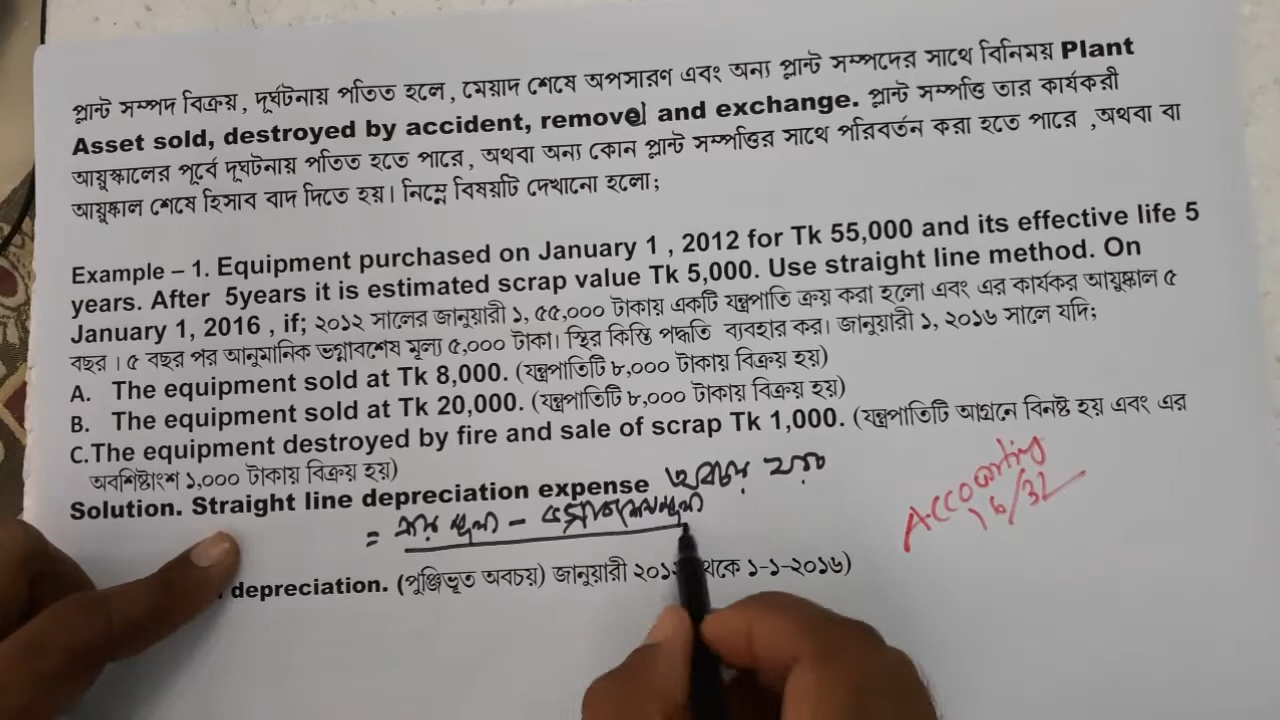 প্লান্ট সম্পদ বিক্রয়, দূর্ঘটনায় পতিত হলে, মেয়াদ শেষে অপসারণ এবং অন্য প্লান্ট সম্পদের সাথে বিনিময় Plant
Asset sold, destroyed by accident, removel and exchange. প্লান্ট সম্পত্তি তার কার্যকরী
আয়ুষ্কালের পূর্বে দূঘটনায় পতিত হতে পারে, অথবা অন্য কোন প্লান্ট সম্পত্তির সাথে পরিবর্তন করা হতে পারে ,অথবা বা
আয়ুষ্কাল শেষে হিসাব বাদ দিতে হয়। নিম্নে বিষয়টি দেখানো হলো;
Example – 1. Equipment purchased on January 1 , 2012 for Tk 55,000 and its effective life 5
years. After 5years it is estimated scrap value Tk 5,000. Use straight line method. On
January 1, 2016 , if; ২০১২ সালের জানুয়ারী ১, ৫৫,০০০ টাকায় একটি যন্ত্রপাতি ক্রয় করা হলো এবং এর কার্যকর আয়ুষ্কাল ৫
বছর । ৫ বছর পর আনুমানিক ভগ্নাবশেষ মূল্য ৫,০০০ টাকা। স্থির কিস্তি পদ্ধতি ব্যবহার কর। জানুয়ারী ১, ২০১৬ সালে যদি;
A. The equipment sold at Tk 8,000. (যন্ত্রপাতিটি ৮,০০০ টাকায় বিক্রয় হয়)
B. The equipment sold at Tk 20,000. (যন্ত্রপাতিটি ৮,০০০ টাকায় বিক্রয় হয়)
C.The equipment destroyed by fire and sale of scrap Tk 1,000. (যন্ত্রপাতিটি আগুনে বিনষ্ট হয় এবং এর
অবশিষ্টাংশ ১,০০০ টাকায় বিক্রয় হয়)
Solution. Straight line depreciation expense অবচয় খরচ
= ক্রয় মূল্য –
depreciation. (পুঞ্জিভূত অবচয়) জানুয়ারী থেকে ১-১-২০১৬)
Accounting
16/32